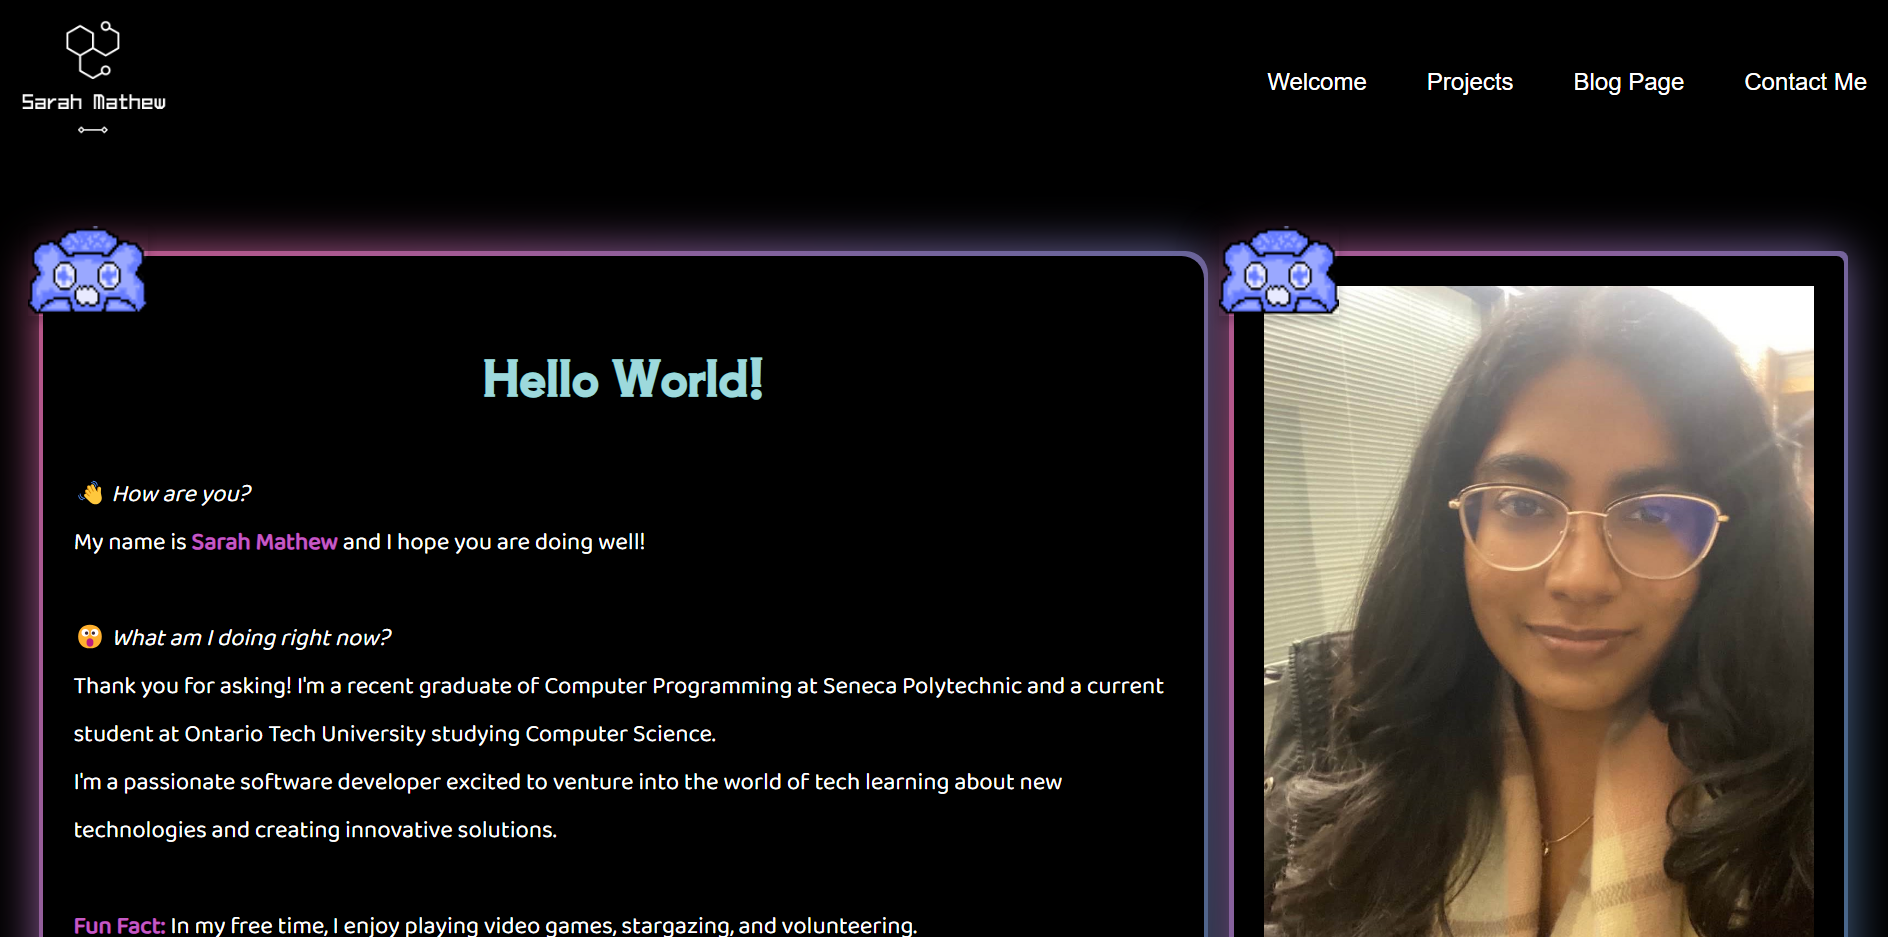 Sarah Mathew
Welcome Projects Blog Page Contact Me
Hello World!
👋 How are you?
My name is Sarah Mathew and I hope you are doing well!
😲 What am I doing right now?
Thank you for asking! I'm a recent graduate of Computer Programming at Seneca Polytechnic and a current
student at Ontario Tech University studying Computer Science.
I'm a passionate software developer excited to venture into the world of tech learning about new
technologies and creating innovative solutions.
Fun Fact: In my free time, I enjoy playing video games, stargazing, and volunteering.